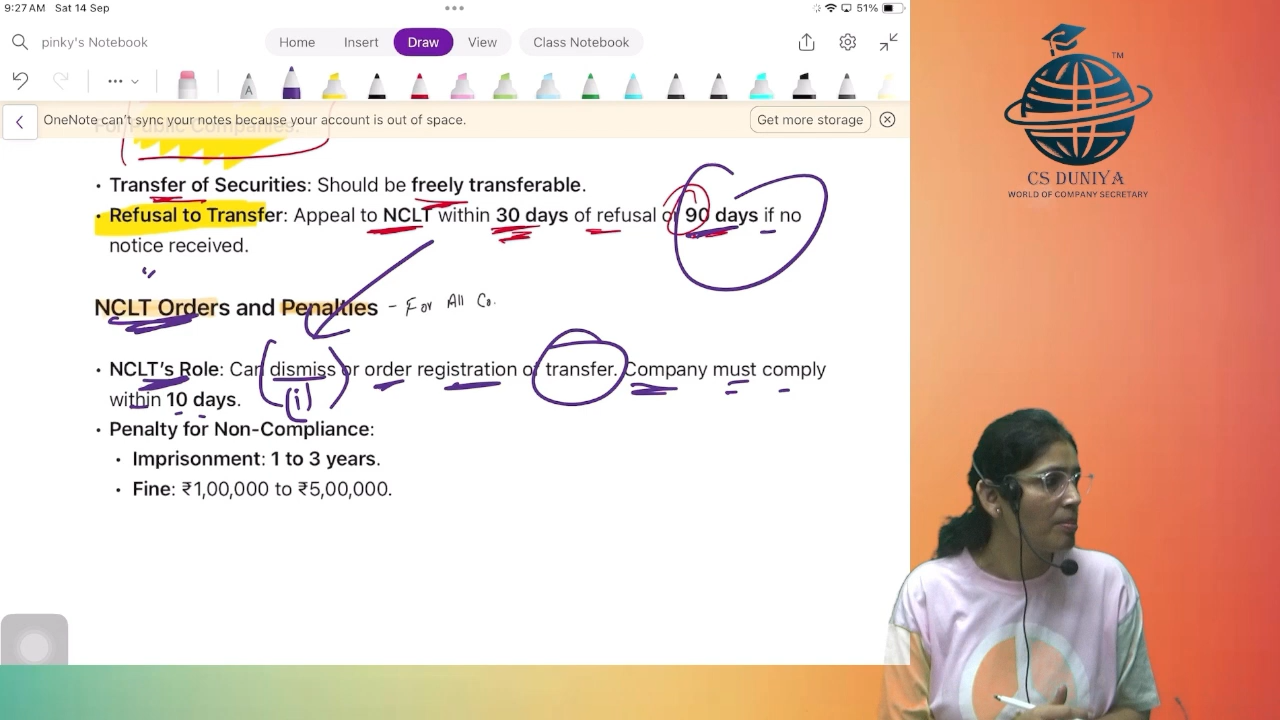 9:27 AM Sat 14 Sep
51%
pinky's Notebook
Home
Insert
Draw
View
Class Notebook
A
OneNote can't sync your notes because your account is out of space.
Get more storage
For Public Companies:
• Transfer of Securities: Should be freely transferable.
• Refusal to Transfer: Appeal to NCLT within 30 days of refusal or 90 days if no
notice received.
NCLT Orders and Penalties - For All Co.
• NCLT's Role: Can dismiss or order registration of transfer. Company must comply
within 10 days.
(i)
• Penalty for Non-Compliance:
• Imprisonment: 1 to 3 years.
• Fine: ₹1,00,000 to ₹5,00,000.
TM
CS DUNIYA
WORLD OF COMPANY SECRETARY